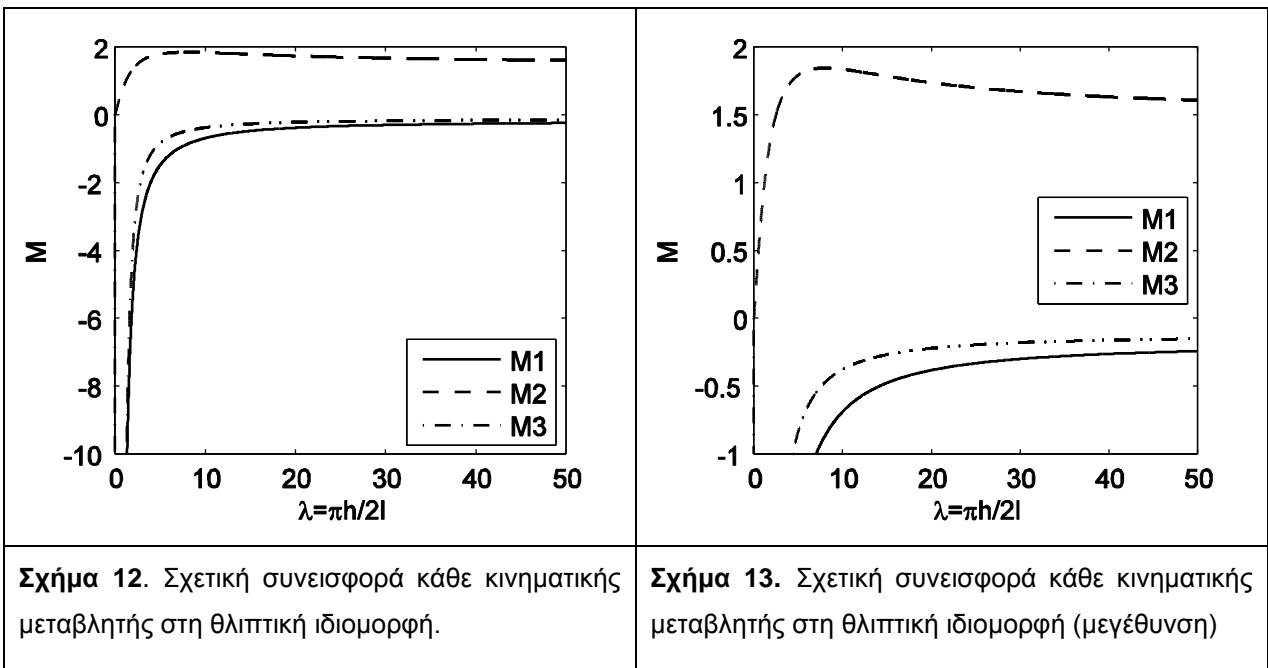 2
0
-2
-4
-6
-8
-10
M
M1
M2
M3
0 10 20 30 40 50
λ=πh/2l
2
1.5
1
0.5
0
-0.5
-1
M
M1
M2
M3
0 10 20 30 40 50
λ=πh/2l
Σχήμα 12. Σχετική συνεισφορά κάθε κινηματικής
μεταβλητής στη θλιπτική ιδιομορφή.
Σχήμα 13. Σχετική συνεισφορά κάθε κινηματικής
μεταβλητής στη θλιπτική ιδιομορφή (μεγέθυνση)